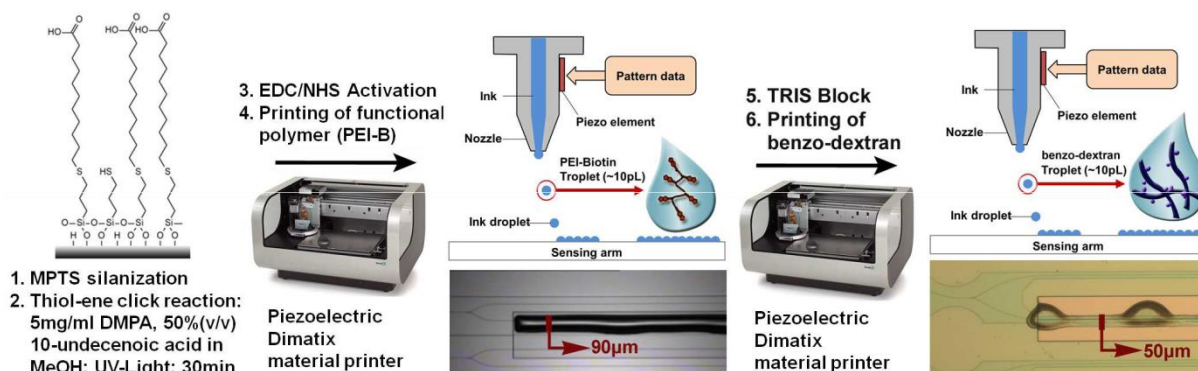 HO
O
HO
O
HO
O
S
HS
S
S
O–Si–O–Si–O–Si–O–Si–
H O H O H O O
1. MPTS silanization
2. Thiol-ene click reaction:
5mg/ml DMPA, 50%(v/v)
10-undecenoic acid in
MeOH; UV-Light: 30min
3. EDC/NHS Activation
4. Printing of functional
polymer (PEI-B)
Piezoelectric
Dimatix
material printer
Ink
Pattern data
Piezo element
Nozzle
PEI-Biotin
Troplet (~10pL)
Ink droplet
Sensing arm
90µm
5. TRIS Block
6. Printing of
benzo-dextran
Piezoelectric
Dimatix
material printer
Ink
Pattern data
Piezo element
Nozzle
benzo-dextran
Troplet (~10pL)
Ink droplet
Sensing arm
50µm